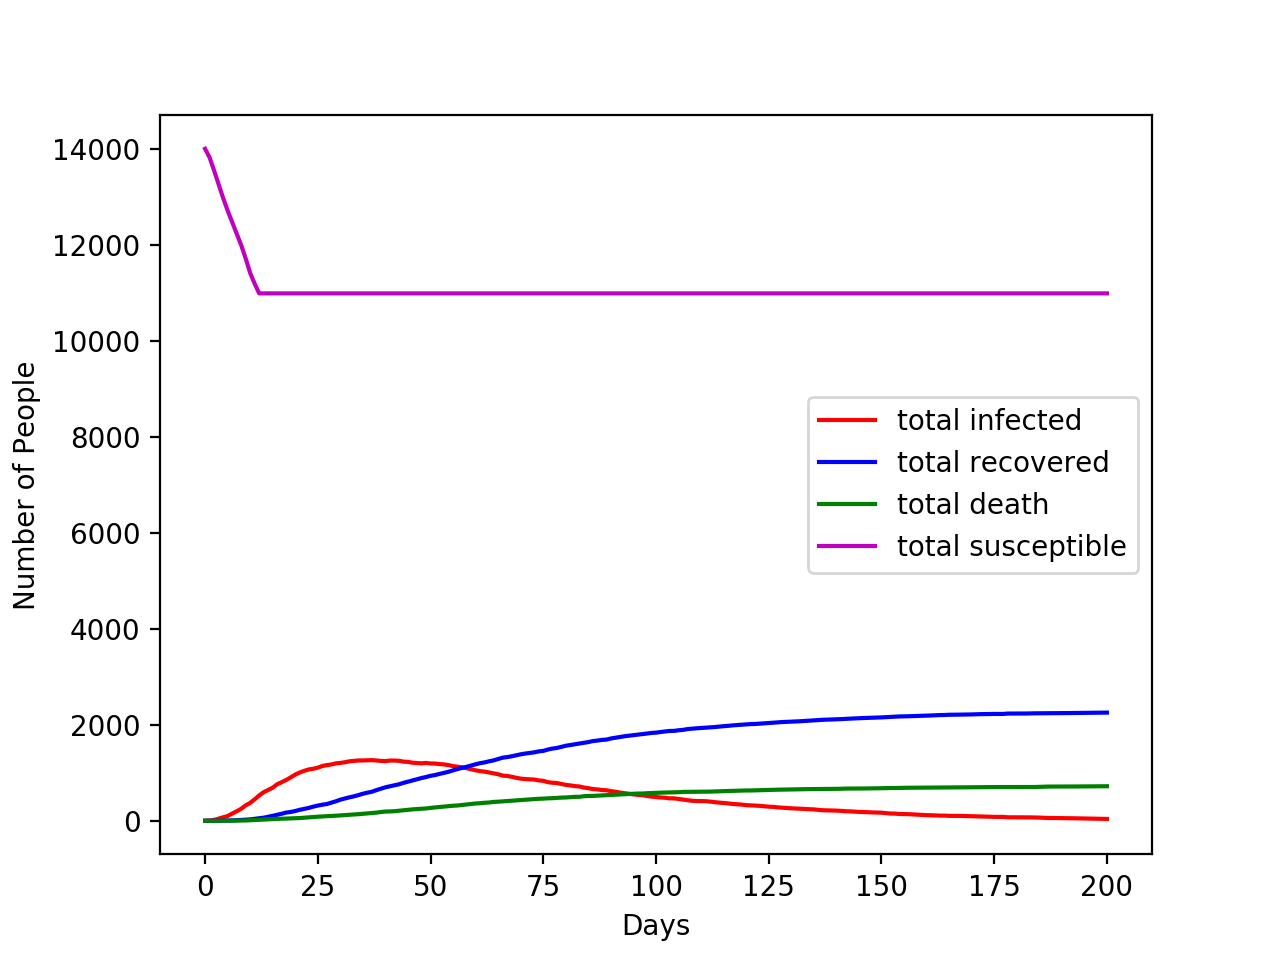 14000
12000
10000
8000
6000
4000
2000
0
Number of People
total infected
total recovered
total death
total susceptible
0 25 50 75 100 125 150 175 200
Days